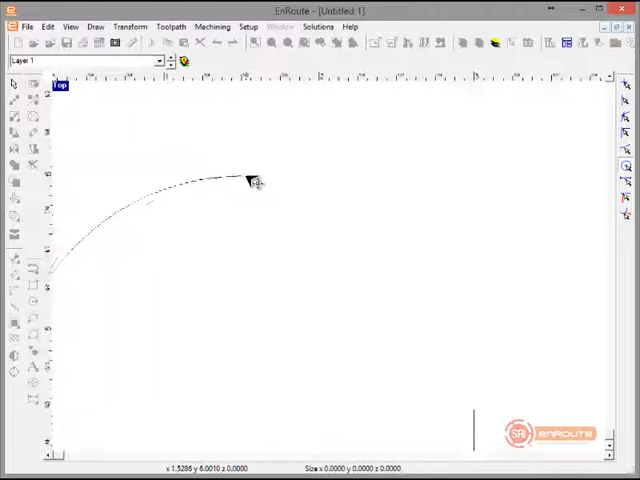 EnRoute - [Untitled:1]
File Edit View Draw Transform Toolpath Machining Setup Window Solutions Help
Layer 1
Top
SAi ENROUTE
x 1.5286 y 6.0010 z 0.0000 Size x 0.0000 y 0.0000 z 0.0000